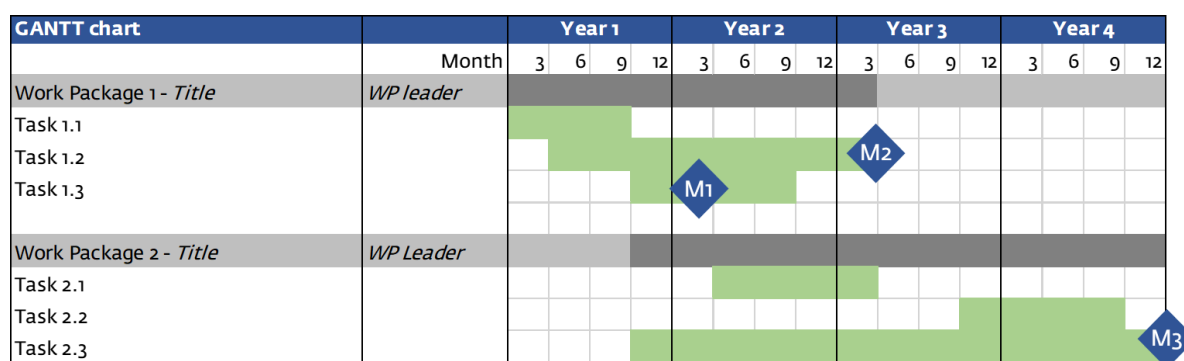 GANTT chart Year 1 Year 2 Year 3 Year 4
Month 3 6 9 12 3 6 9 12 3 6 9 12 3 6 9 12
Work Package 1 - Title WP leader
Task 1.1
Task 1.2 M2
Task 1.3 M1
Work Package 2 - Title WP Leader
Task 2.1
Task 2.2
Task 2.3 M3